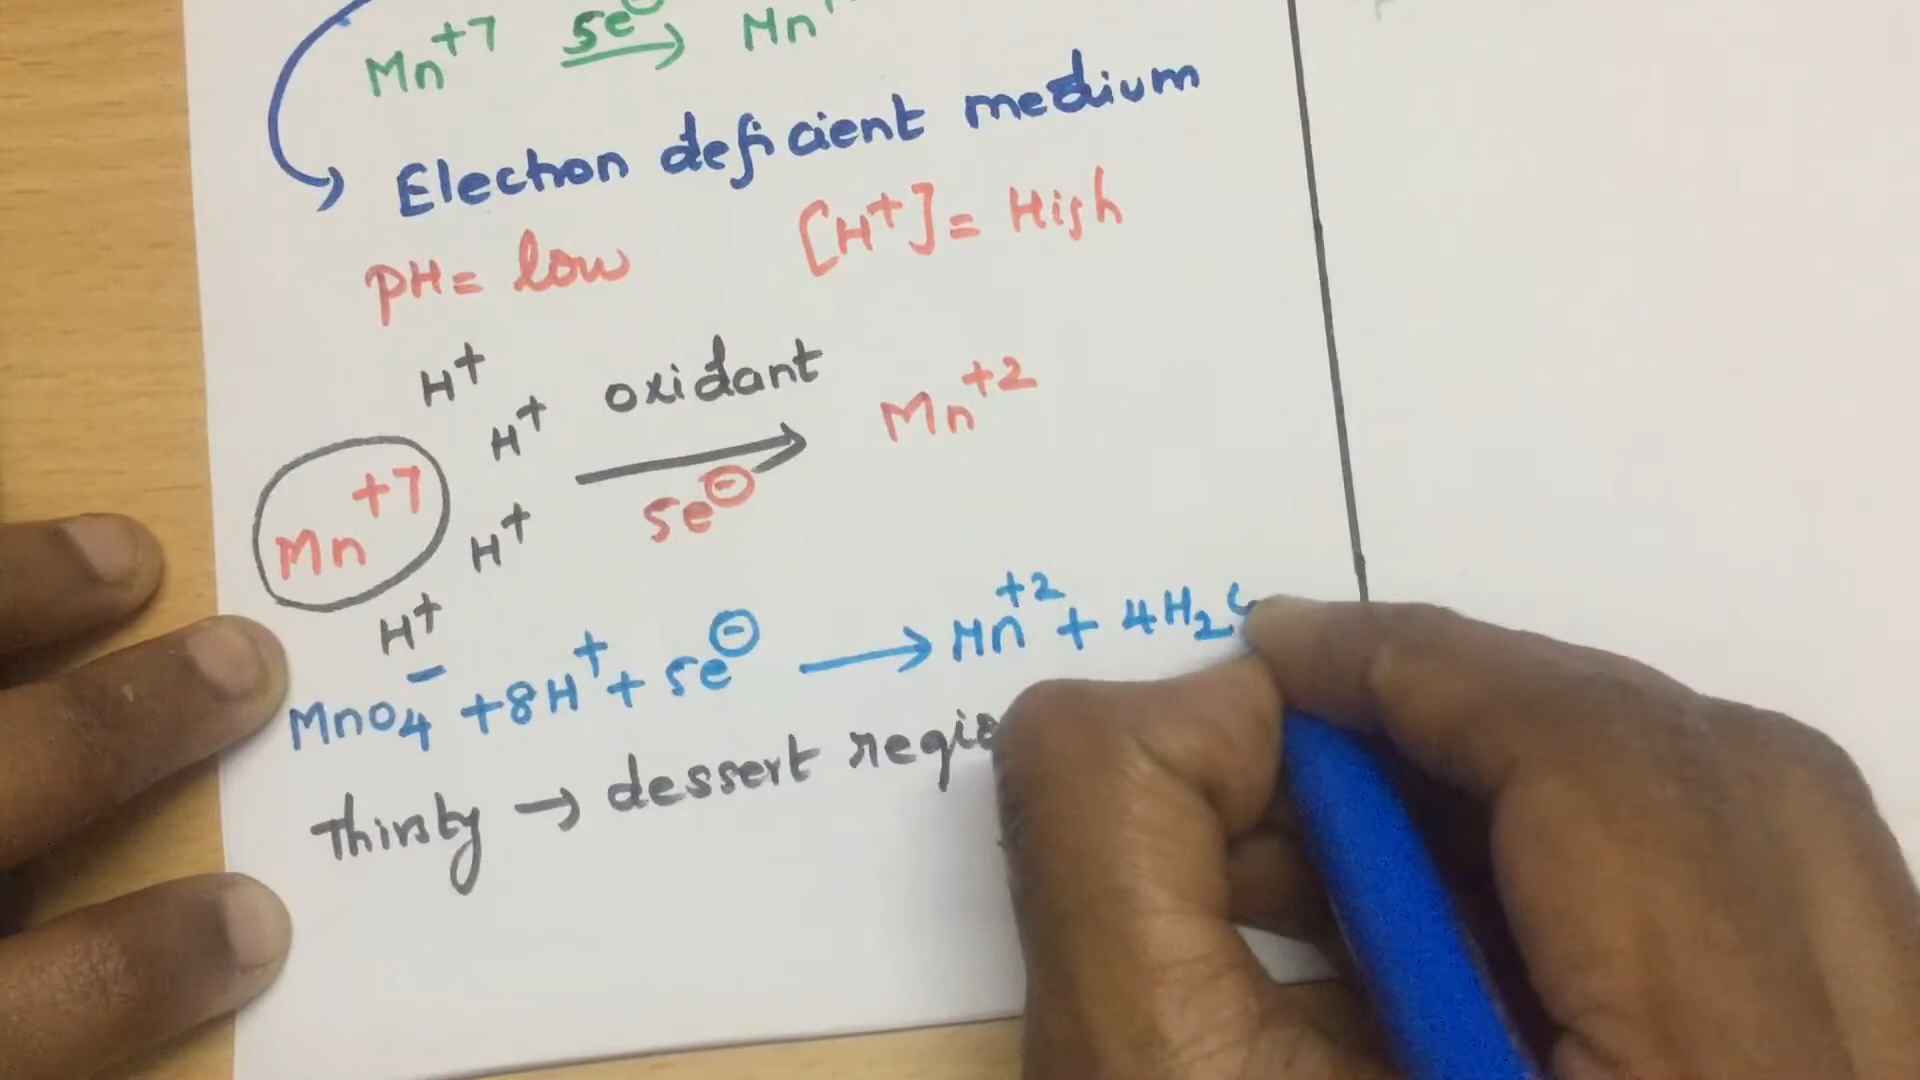 Mn+7 5e⊖ → Mn
Electron deficient medium
pH= low [H+]= High
H+
H+ oxidant
Mn+7 H+ → 5e⊖ Mn+2
H+
MnO4− +8H+ + 5e⊖ → Mn+2 + 4H2
Thirsty → dessert regio